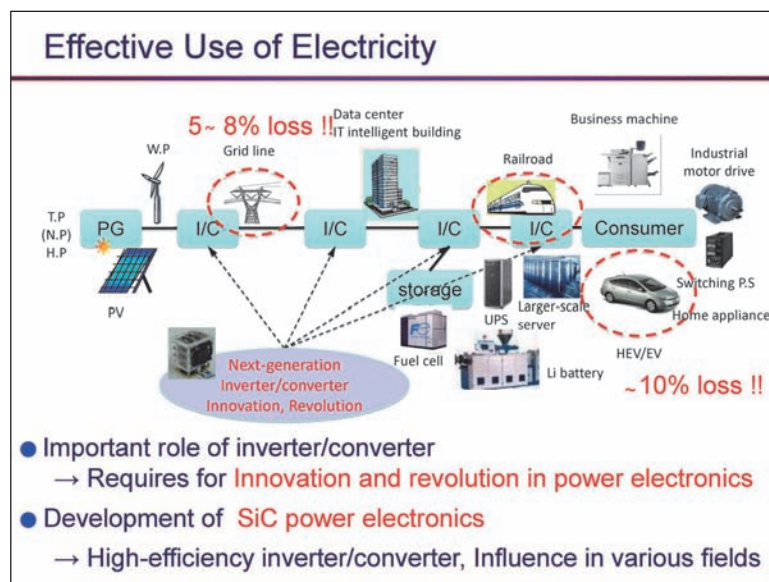 Effective Use of Electricity
5~ 8% loss !!
Data center
IT intelligent building
Business machine
W.P
Grid line
Railroad
Industrial
motor drive
T.P
(N.P)
H.P
PG
I/C
I/C
I/C
I/C
Consumer
storage
Switching P.S
PV
UPS
Larger-scale
server
Home appliance
Fuel cell
HEV/EV
Next-generation
Inverter/converter
Innovation, Revolution
Li battery
~10% loss !!
● Important role of inverter/converter
→ Requires for Innovation and revolution in power electronics
● Development of SiC power electronics
→ High-efficiency inverter/converter, Influence in various fields